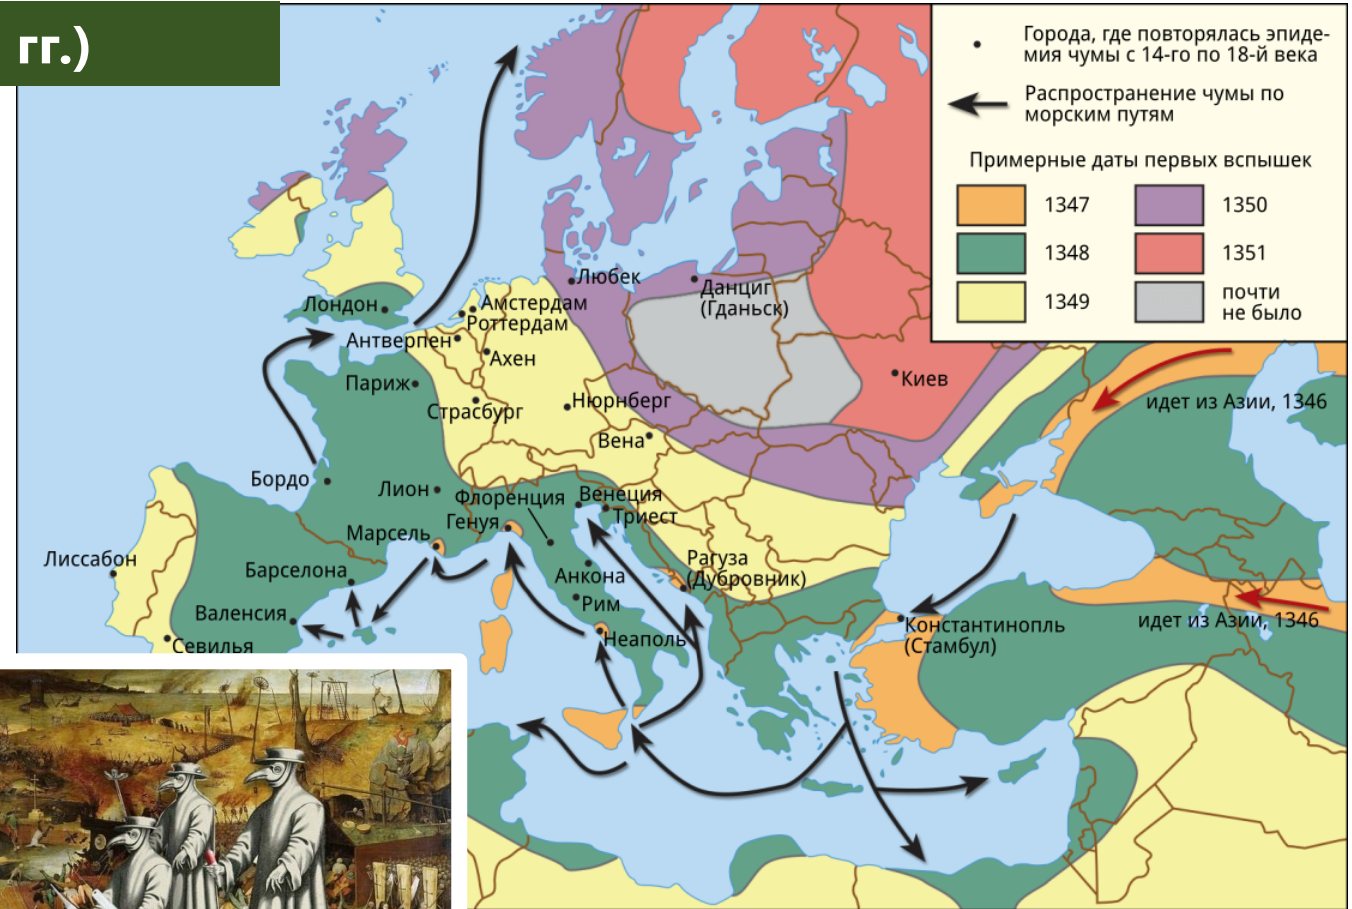 гг.)
Города, где повторялась эпиде-
мия чумы с 14-го по 18-й века
Распространение чумы по
морским путям
Примерные даты первых вспышек
1347
1350
1348
1351
1349
почти
не было
Любек
Данциг
(Гданьск)
Лондон
Амстердам
Роттердам
Антверпен
Ахен
Париж
Киев
Страсбург
Нюрнберг
идет из Азии, 1346
Вена
Бордо
Лион
Флоренция
Венеция
Генуя
Триест
Марсель
Лиссабон
Барселона
Рагуза
(Дубровник)
Анкона
Рим
Валенсия
Севилья
Неаполь
Константинополь
(Стамбул)
идет из Азии, 1346